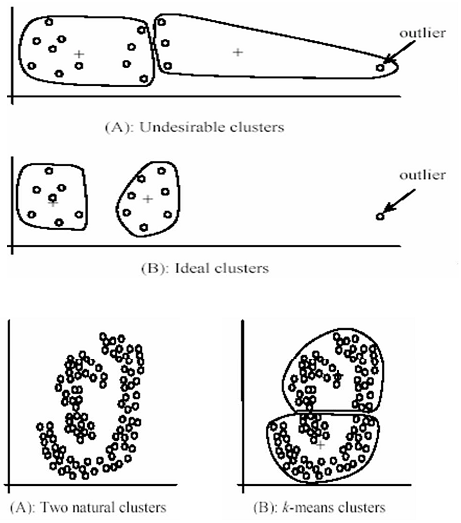 outlier
(A): Undesirable clusters
outlier
(B): Ideal clusters
(A): Two natural clusters
(B): k-means clusters